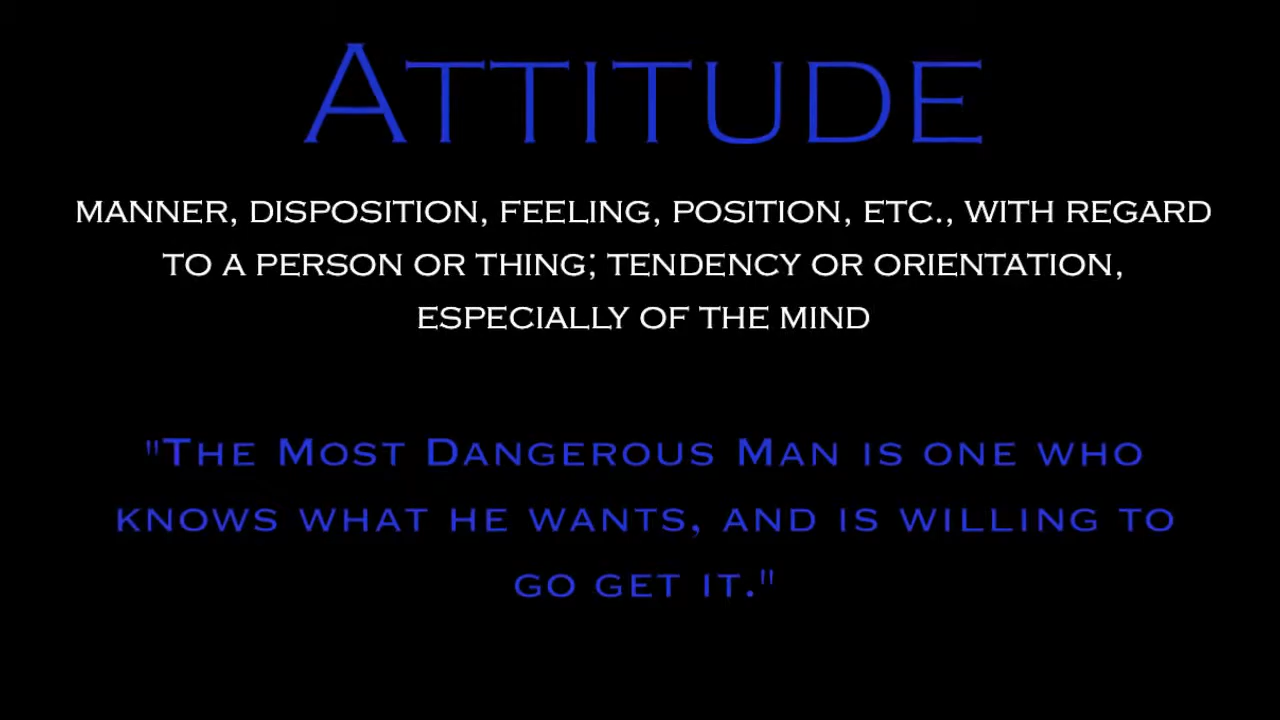 ATTITUDE
MANNER, DISPOSITION, FEELING, POSITION, ETC., WITH REGARD
TO A PERSON OR THING; TENDENCY OR ORIENTATION,
ESPECIALLY OF THE MIND
"THE MOST DANGEROUS MAN IS ONE WHO
KNOWS WHAT HE WANTS, AND IS WILLING TO
GO GET IT."